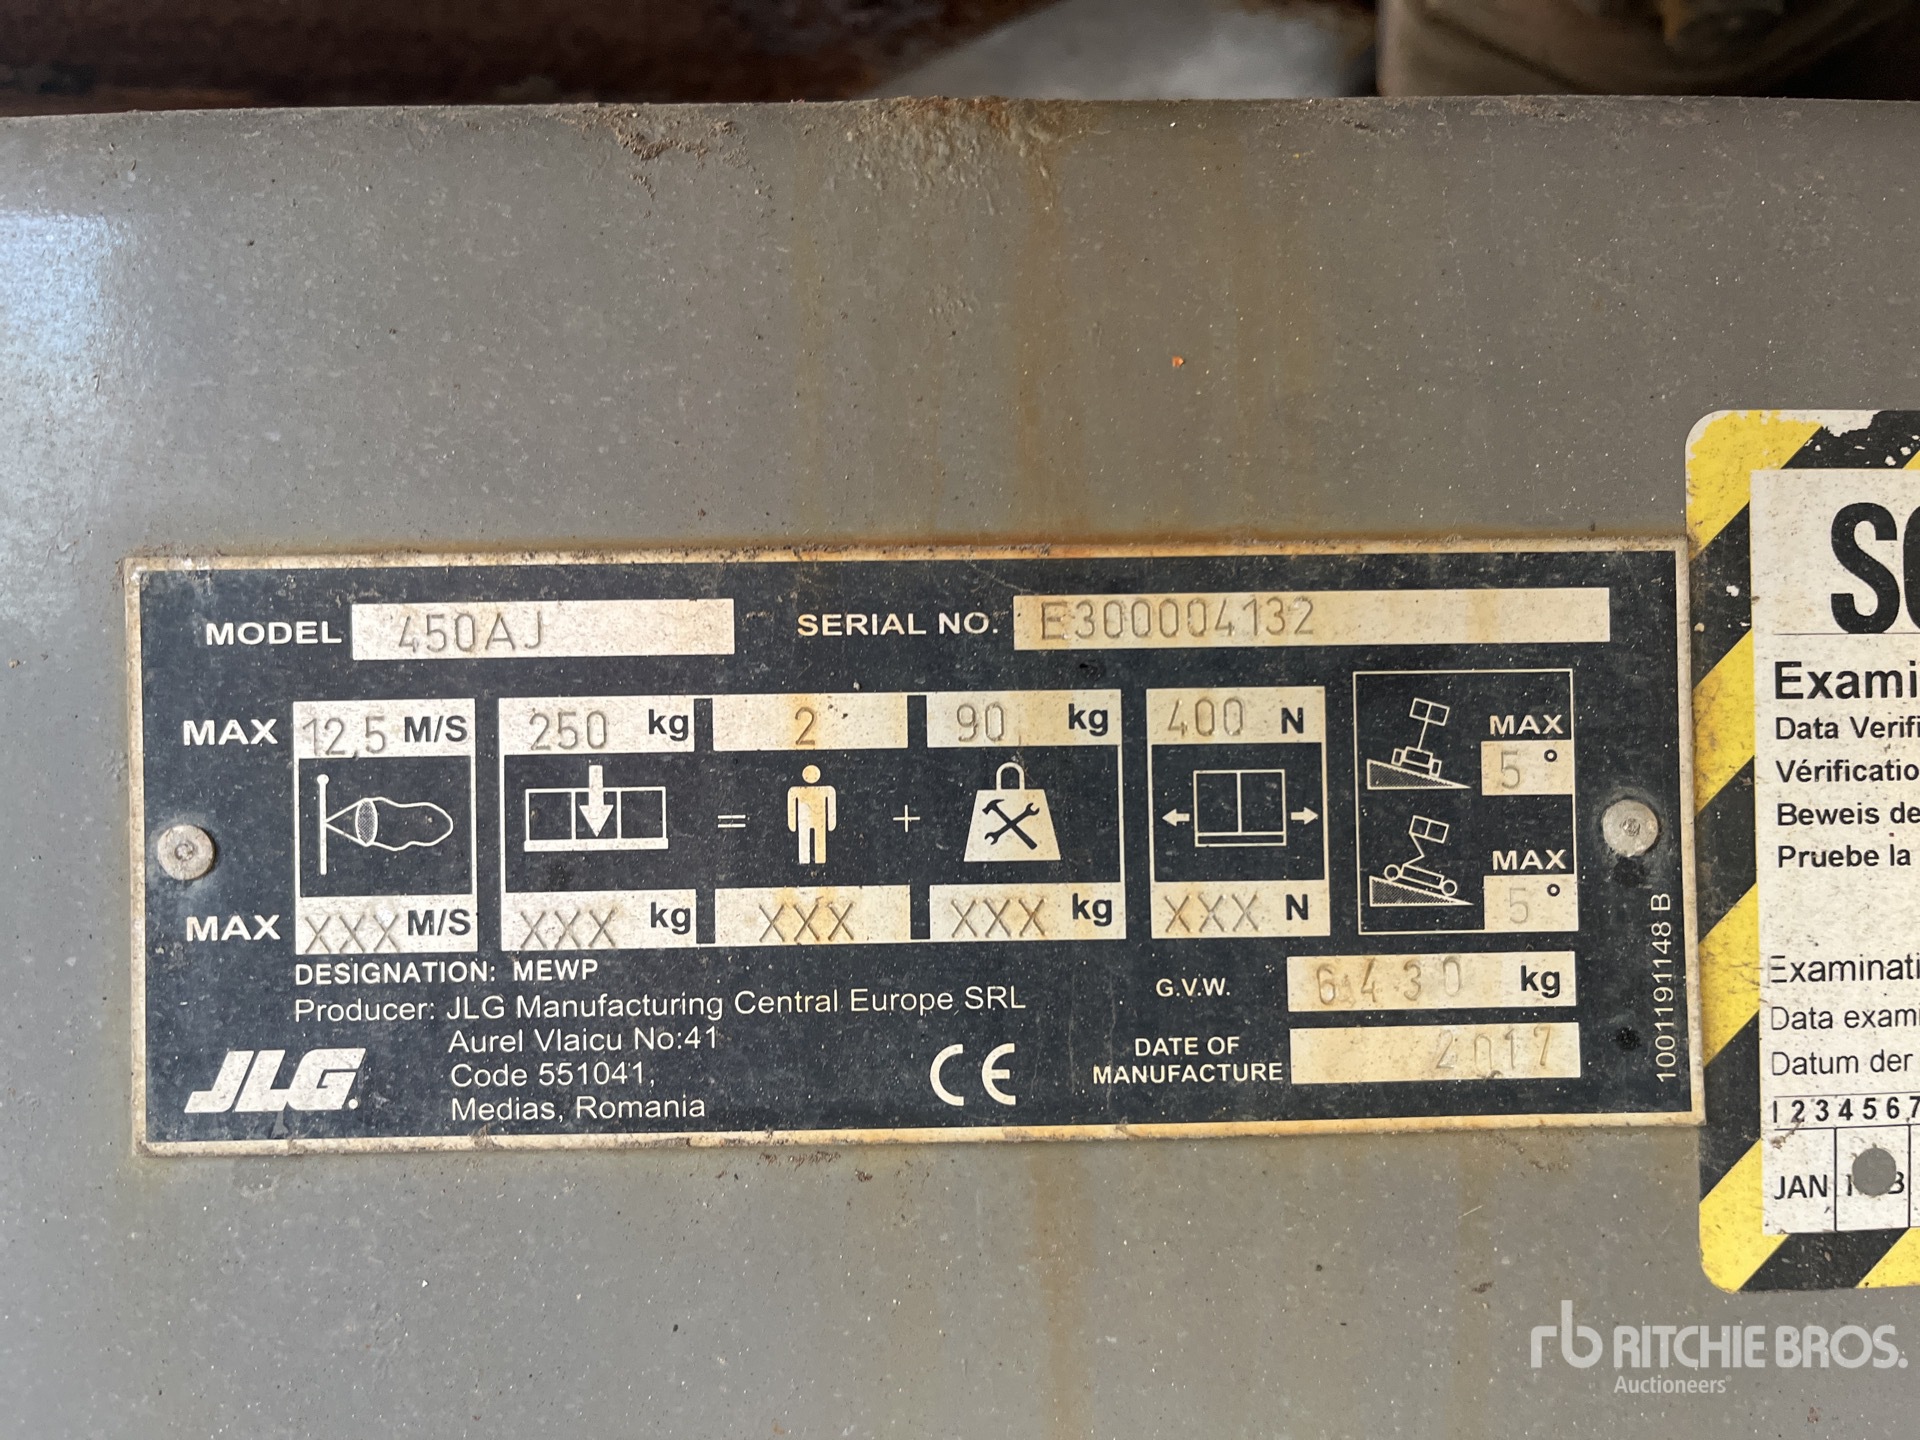 MODEL 450AJ SERIAL NO. E300004132
MAX 12,5 M/S 250 kg 2 90 kg 400 N MAX 5°
= + MAX 5°
MAX XXX M/S XXX kg XXX XXX kg XXX N
DESIGNATION: MEWP
Producer: JLG Manufacturing Central Europe SRL
Aurel Vlaicu No:41
Code 551041,
Medias, Romania
JLG.
CE
G.V.W. 6.430 kg
DATE OF
MANUFACTURE 2017
1001191148 B
Examinati
Data exami
Datum der
Data Verifi
Vérificatio
Beweis de
Pruebe la
1 2 3 4 5 6 7
JAN
rb RITCHIE BROS.
Auctioneers